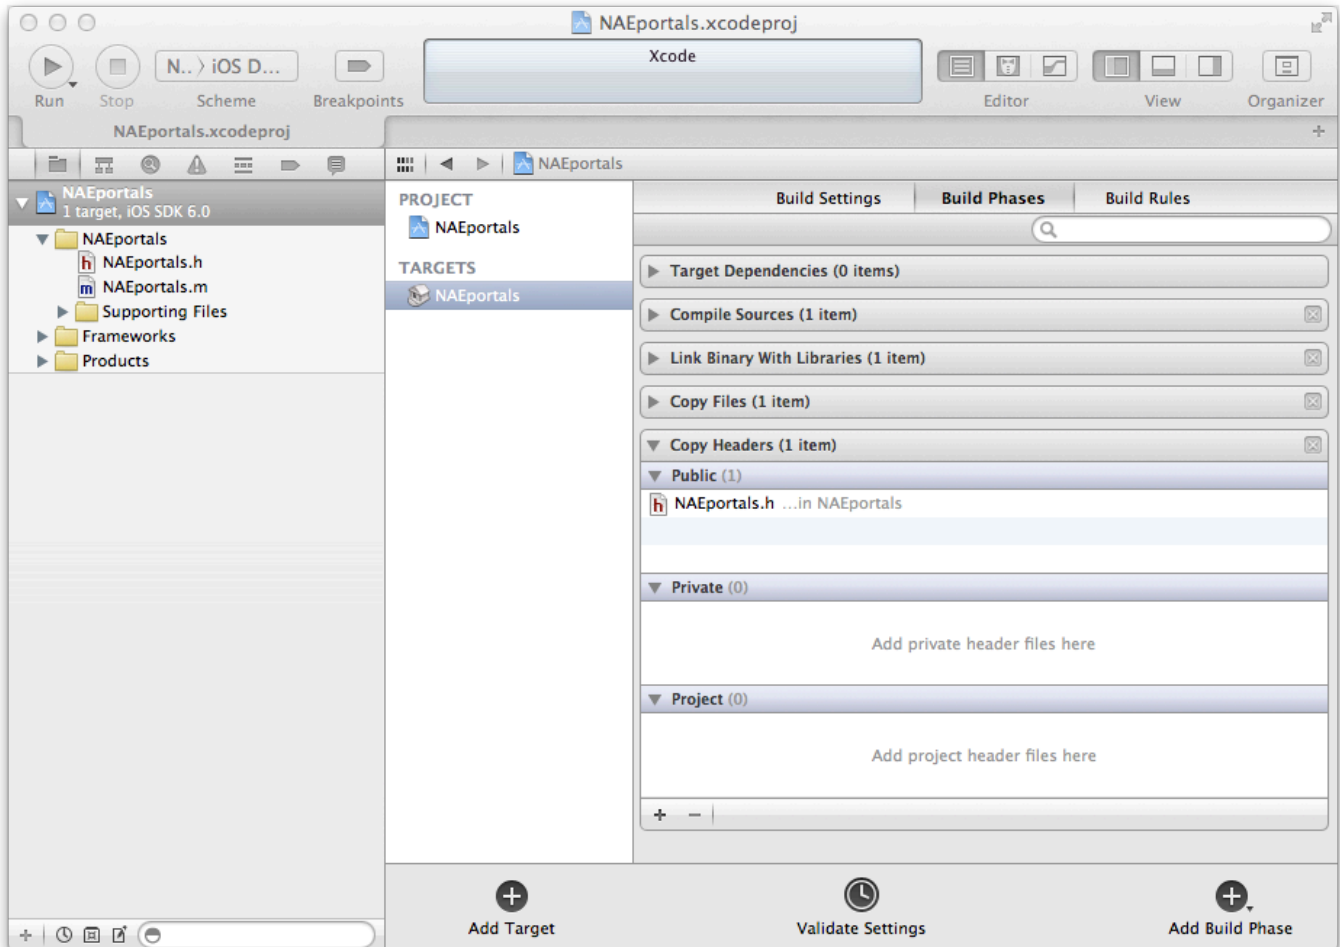 NAEportals.xcodeproj
N.. 〉 iOS D...
Xcode
Run Stop Scheme Breakpoints Editor View Organizer
NAEportals.xcodeproj
NAEportals
NAEportals
1 target, iOS SDK 6.0
NAEportals
h NAEportals.h
m NAEportals.m
Supporting Files
Frameworks
Products
PROJECT
NAEportals
TARGETS
NAEportals
Build Settings Build Phases Build Rules
Target Dependencies (0 items)
Compile Sources (1 item)
Link Binary With Libraries (1 item)
Copy Files (1 item)
Copy Headers (1 item)
Public (1)
h NAEportals.h ...in NAEportals
Private (0)
Add private header files here
Project (0)
Add project header files here
Add Target Validate Settings Add Build Phase